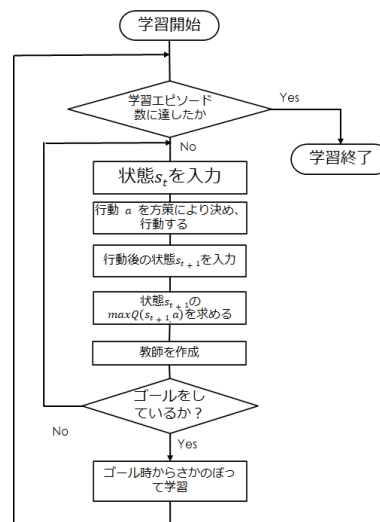 学習開始
学習エピソード
数に達したか
Yes
No
学習終了
状態s_tを入力
行動 a を方策により決め、
行動する
行動後の状態s_{t+1}を入力
状態s_{t+1}の
maxQ(s_{t+1,}a)を求める
教師を作成
ゴールをし
ているか？
No
Yes
ゴール時からさかのぼっ
て学習